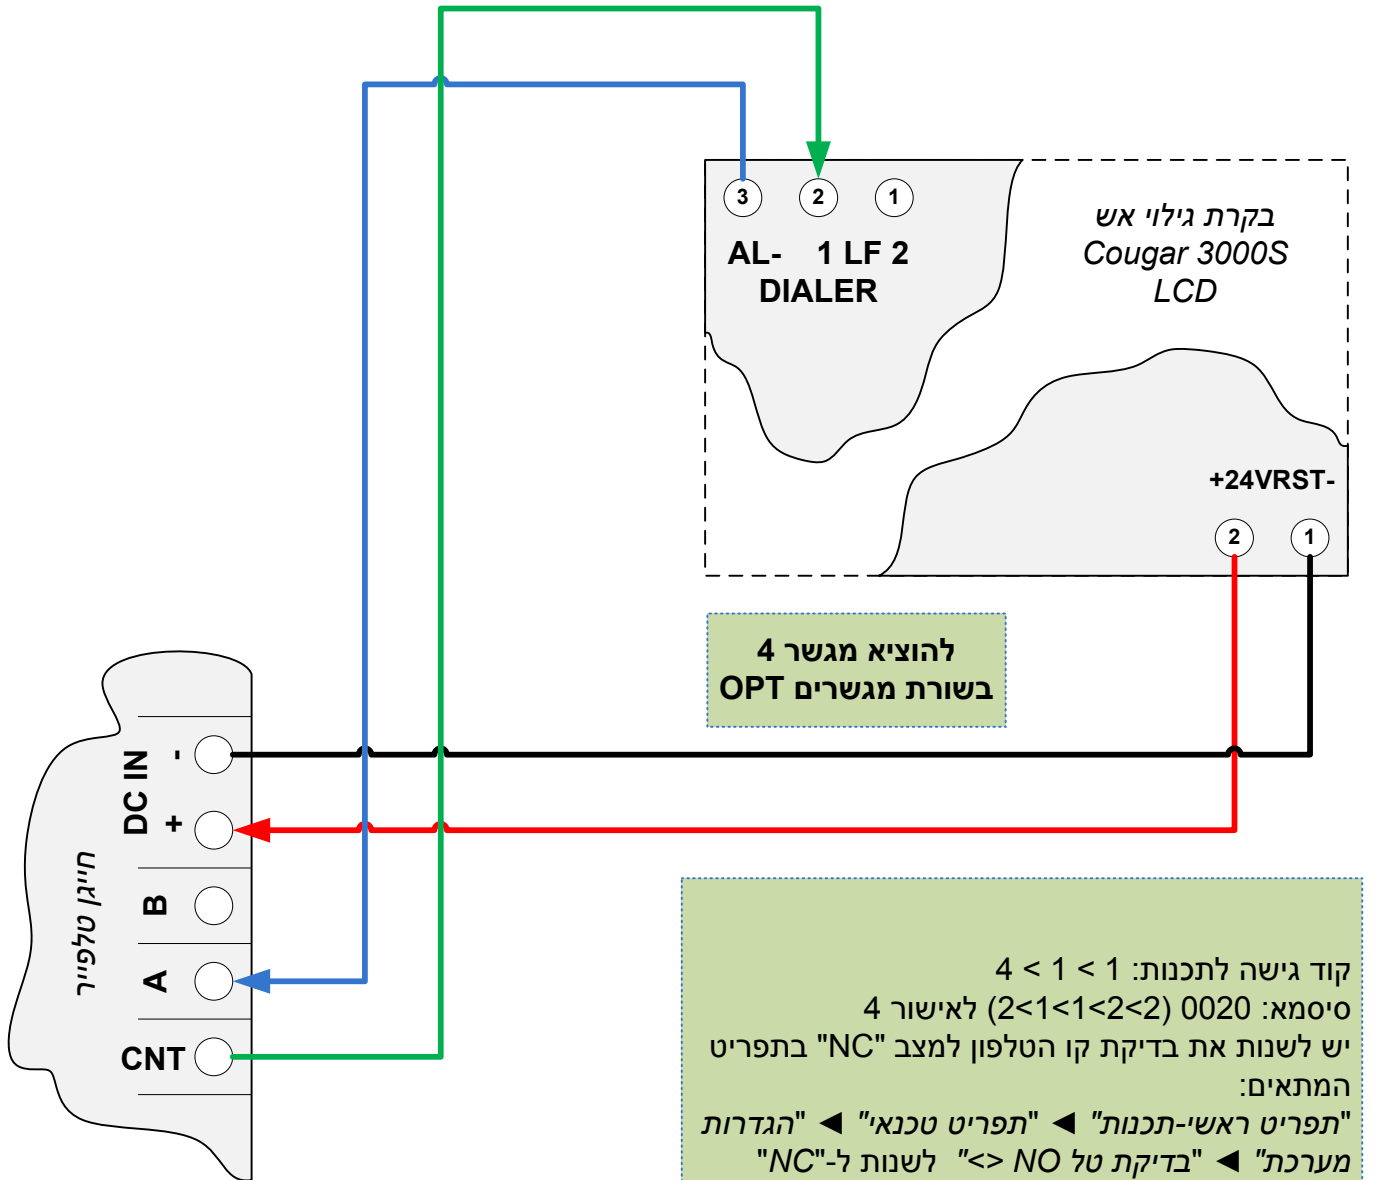 3 2 1
AL- 1 LF 2
DIALER
בקרת גילוי אש
Cougar 3000S
LCD
+24VRST-
2 1
להוציא מגשר 4
בשורת מגשרים OPT
חייגן טלפייר
DC IN
-
+
B
A
CNT
קוד גישה לתכנות: 1 > 1 > 4
סיסמא: 0020 (2<1<1<2<2) לאישור 4
יש לשנות את בדיקת קו הטלפון למצב "NC" בתפריט
המתאים:
"תפריט ראשי-תכנות" ◄ "תפריט טכנאי" ◄ "הגדרות
מערכת" ◄ "בדיקת טל NO <>" לשנות ל-"NC"